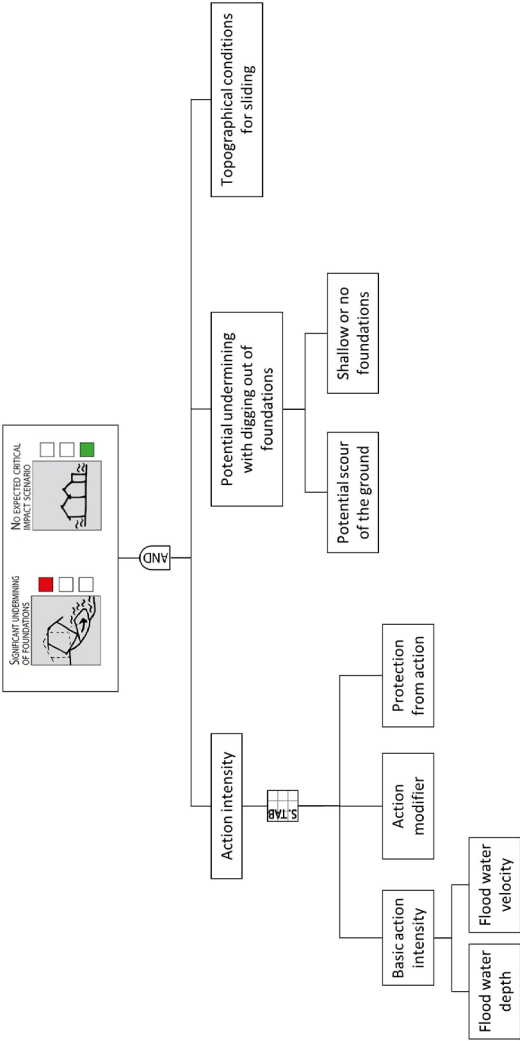 SIGNIFICANT UNDERMINING
OF FOUNDATIONS
NO EXPECTED CRITICAL
IMPACT SCENARIO
AND
Action intensity
Potential undermining
with digging out of
foundations
Topographical conditions
for sliding
S.TAB
Potential scour
of the ground
Shallow or no
foundations
Basic action
intensity
Action
modifier
Protection
from action
Flood water
depth
Flood water
velocity